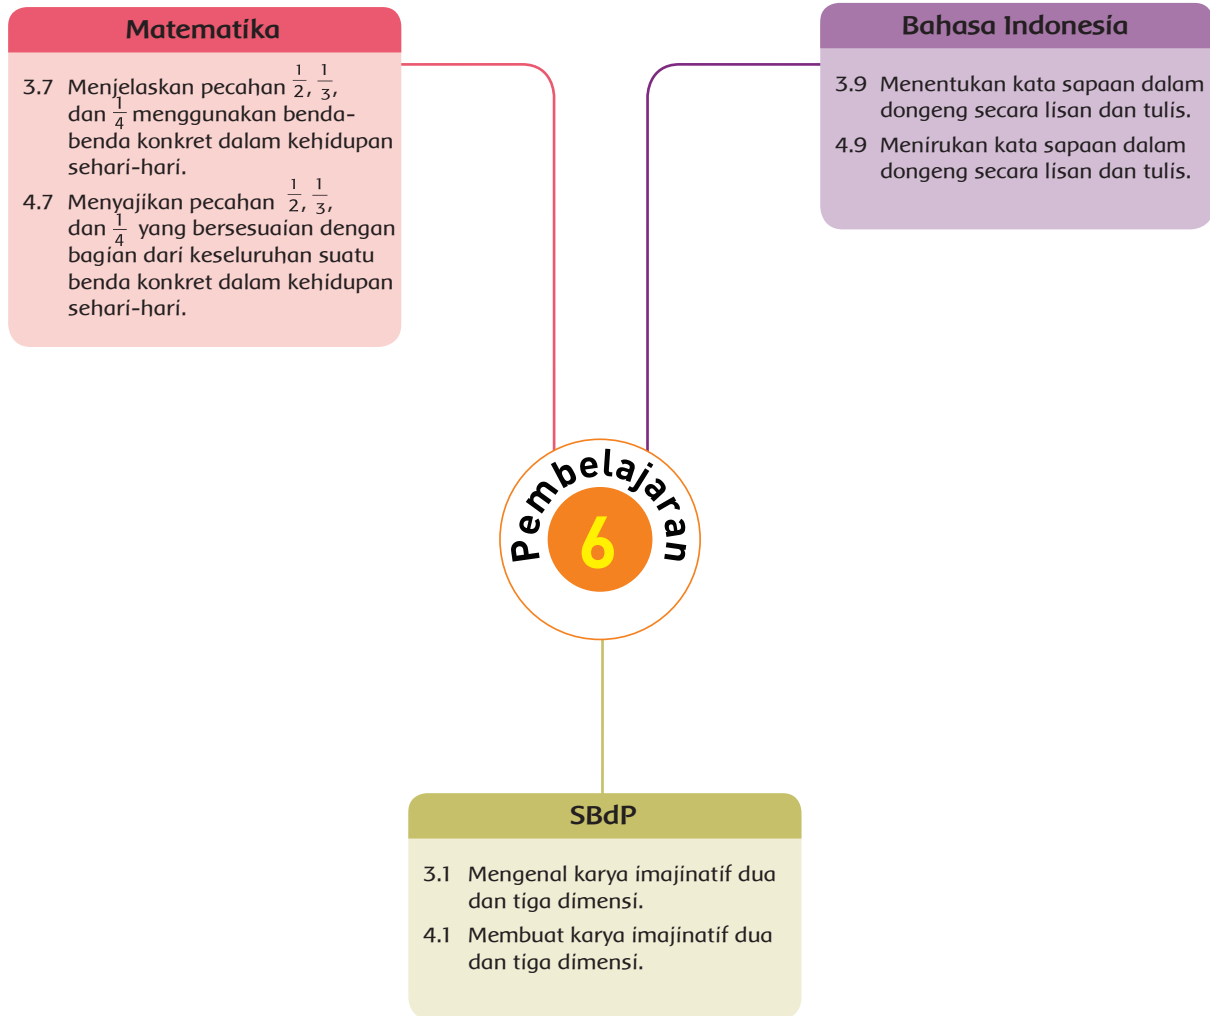 Matematika
3.7 Menjelaskan pecahan 1/2, 1/3,
dan 1/4 menggunakan benda-
benda konkret dalam kehidupan
sehari-hari.
4.7 Menyajikan pecahan 1/2, 1/3,
dan 1/4 yang bersesuaian dengan
bagian dari keseluruhan suatu
benda konkret dalam kehidupan
sehari-hari.
Bahasa Indonesia
3.9 Menentukan kata sapaan dalam
dongeng secara lisan dan tulis.
4.9 Menirukan kata sapaan dalam
dongeng secara lisan dan tulis.
Pembelajaran
6
SBdP
3.1 Mengenal karya imajinatif dua
dan tiga dimensi.
4.1 Membuat karya imajinatif dua
dan tiga dimensi.